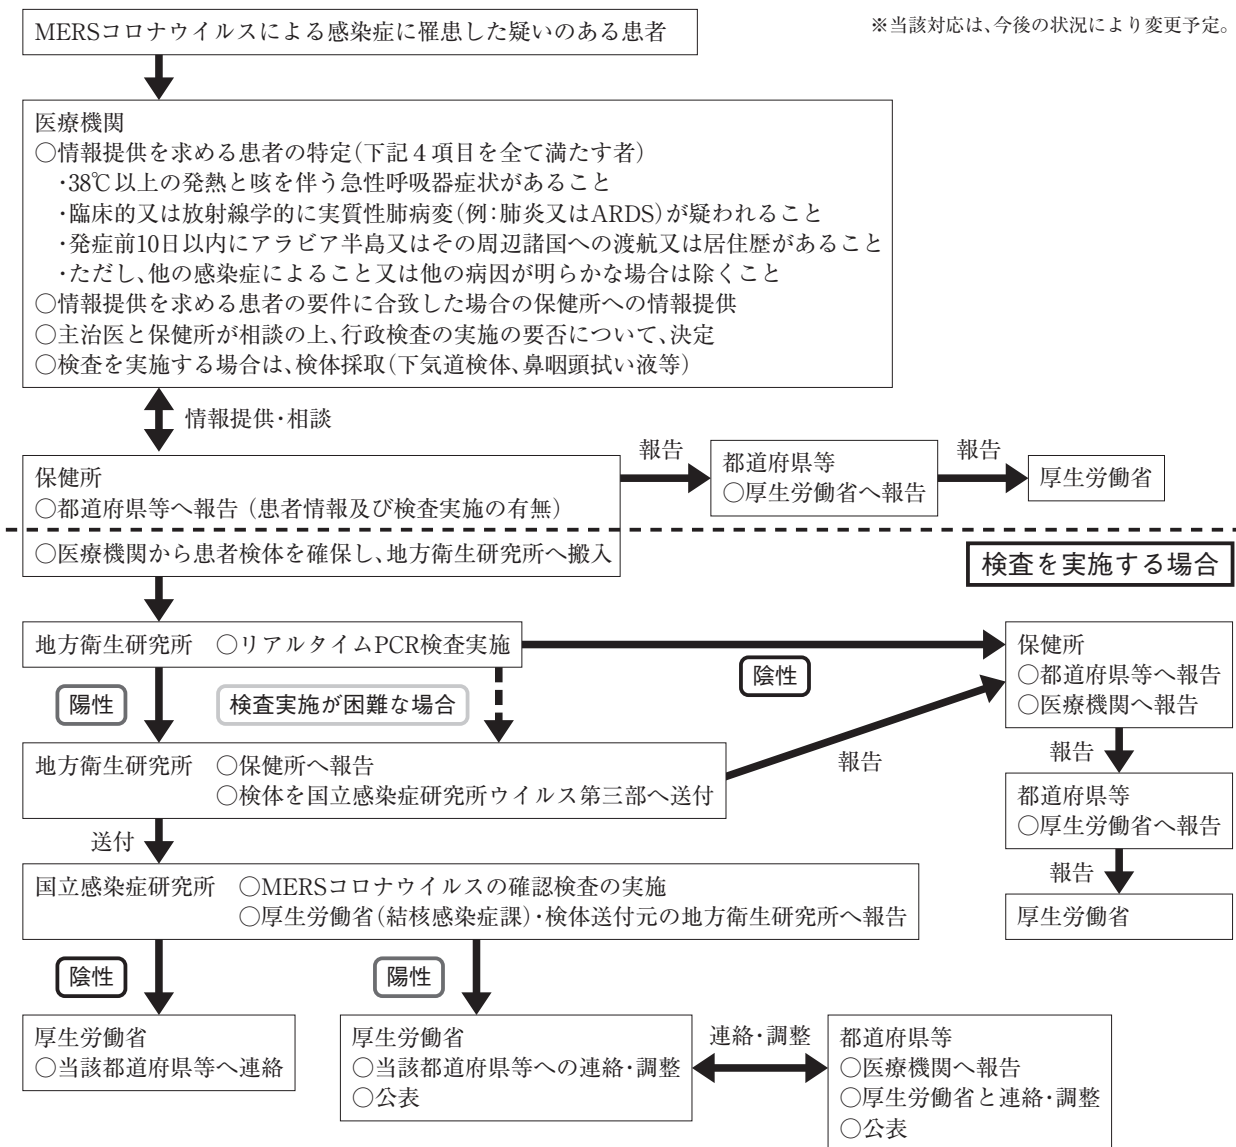 MERSコロナウイルスによる感染症に罹患した疑いのある患者
※当該対応は、今後の状況により変更予定。
医療機関
○情報提供を求める患者の特定(下記4項目を全て満たす者)
・38℃以上の発熱と咳を伴う急性呼吸器症状があること
・臨床的又は放射線学的に実質性肺病変(例:肺炎又はARDS)が疑われること
・発症前10日以内にアラビア半島又はその周辺諸国への渡航又は居住歴があること
・ただし、他の感染症によること又は他の病因が明らかな場合は除くこと
○情報提供を求める患者の要件に合致した場合の保健所への情報提供
○主治医と保健所が相談の上、行政検査の実施の要否について、決定
○検査を実施する場合は、検体採取(下気道検体、鼻咽頭拭い液等)
情報提供・相談
保健所
○都道府県等へ報告(患者情報及び検査実施の有無)
報告
都道府県等
○厚生労働省へ報告
報告
厚生労働省
○医療機関から患者検体を確保し、地方衛生研究所へ搬入
検査を実施する場合
地方衛生研究所 ○リアルタイムPCR検査実施
陰性
保健所
○都道府県等へ報告
○医療機関へ報告
陽性
検査実施が困難な場合
地方衛生研究所 ○保健所へ報告
○検体を国立感染症研究所ウイルス第三部へ送付
報告
報告
都道府県等
○厚生労働省へ報告
報告
厚生労働省
送付
国立感染症研究所 ○MERSコロナウイルスの確認検査の実施
○厚生労働省(結核感染症課)・検体送付元の地方衛生研究所へ報告
陰性
陽性
厚生労働省
○当該都道府県等へ連絡
厚生労働省
○当該都道府県等への連絡・調整
○公表
連絡・調整
都道府県等
○医療機関へ報告
○厚生労働省と連絡・調整
○公表